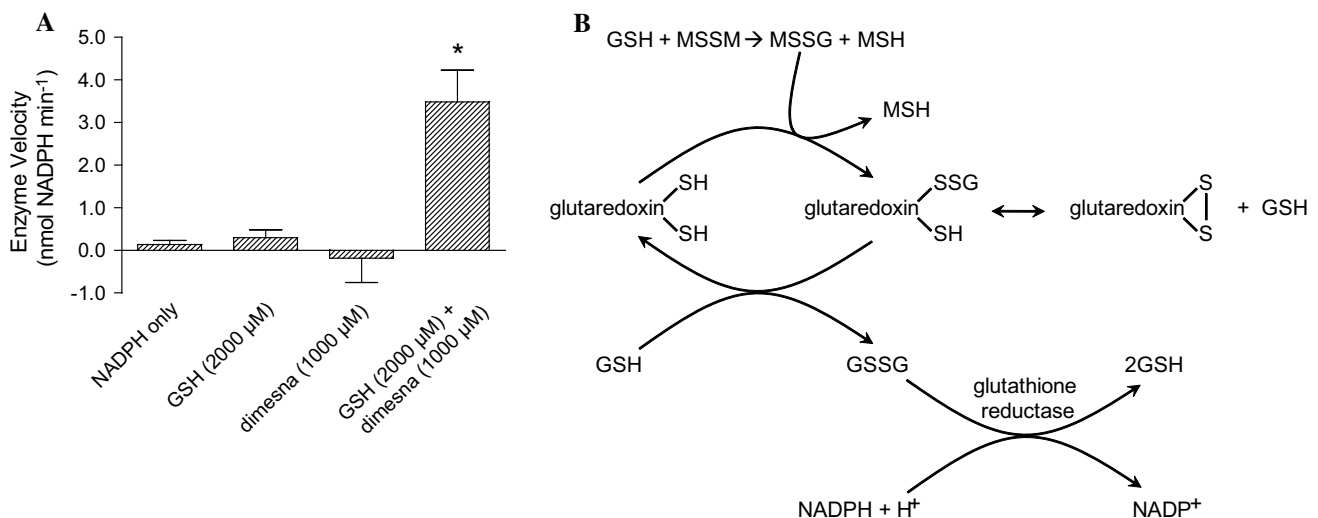 A
Enzyme Velocity
(nmol NADPH min-1)
5.0
4.0
3.0
2.0
1.0
0.0
-1.0
*
NADPH only
GSH (2000 µM)
dimesna (1000 µM)
GSH (2000 µM) +
dimesna (1000 µM)
B
GSH + MSSM → MSSG + MSH
MSH
glutaredoxin
SH
SH
glutaredoxin
SSG
SH
glutaredoxin
S
S
+ GSH
GSH
GSSG
2GSH
glutathione
reductase
NADPH + H+
NADP+